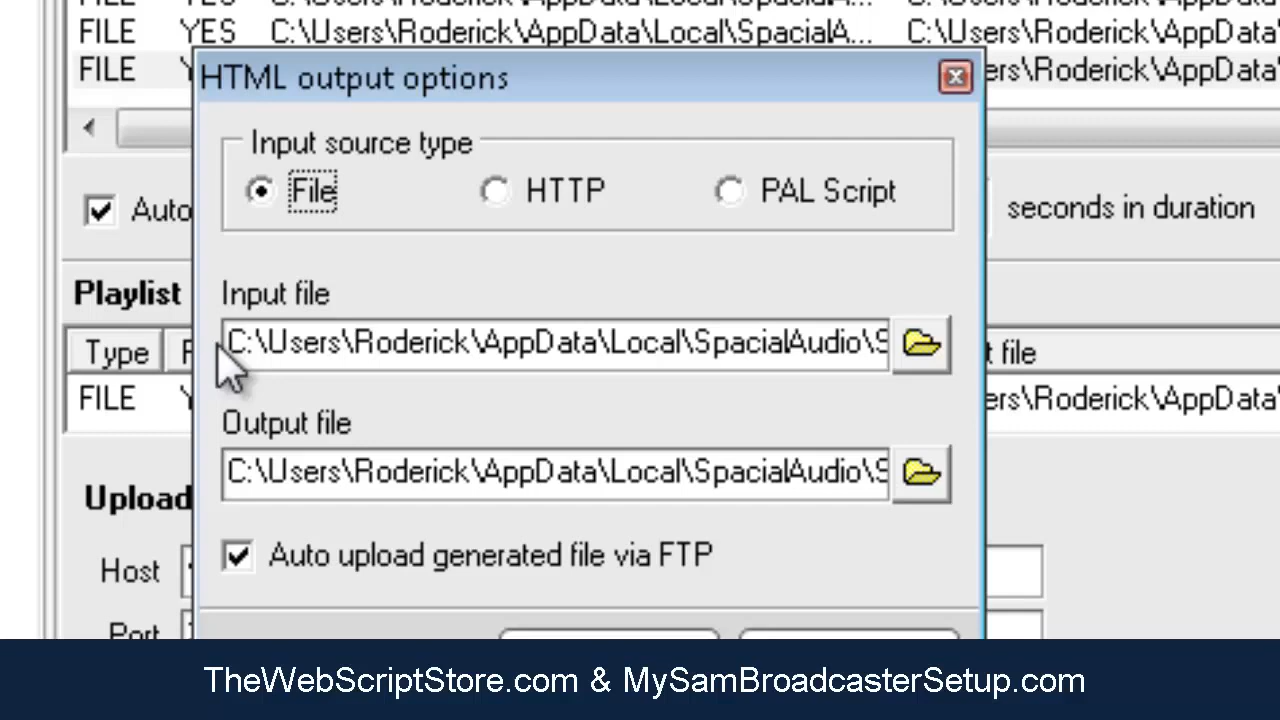 FILE YES C:\Users\Roderick\AppData\Local\SpacialA... C:\Users\Roderick\AppData\
FILE ers\Roderick\AppData\
HTML output options
Input source type
File HTTP PAL Script
Auto seconds in duration
Input file
Playlist
C:\Users\Roderick\AppData\Local\SpacialAudio\S
Type t file
FILE ers\Roderick\AppData\
Output file
C:\Users\Roderick\AppData\Local\SpacialAudio\S
Upload
Auto upload generated file via FTP
Host
Port
TheWebScriptStore.com & MySamBroadcasterSetup.com